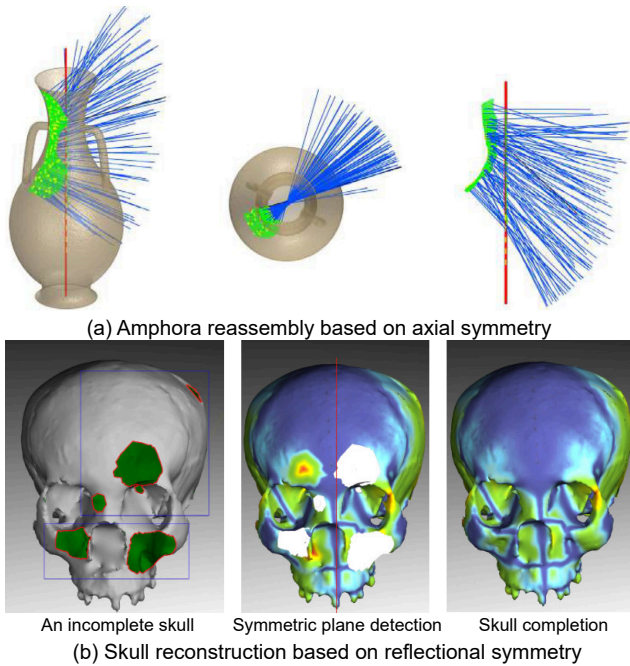 (a) Amphora reassembly based on axial symmetry
An incomplete skull
Symmetric plane detection
Skull completion
(b) Skull reconstruction based on reflectional symmetry